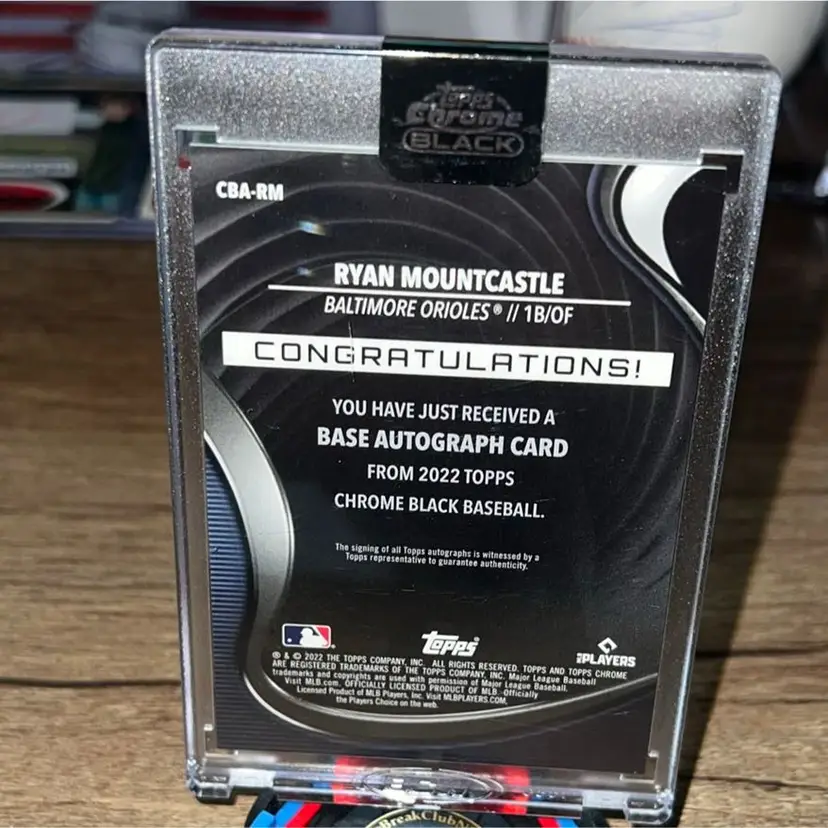 Topps
Chrome
BLACK
CBA-RM
RYAN MOUNTCASTLE
BALTIMORE ORIOLES® // 1B/OF
CONGRATULATIONS!
YOU HAVE JUST RECEIVED A
BASE AUTOGRAPH CARD
FROM 2022 TOPPS
CHROME BLACK BASEBALL.
The signing of all Topps autographs is witnessed by a
Topps representative to guarantee authenticity.
topps
MLB PLAYERS
® & © 2022 THE TOPPS COMPANY, INC. ALL RIGHTS RESERVED. TOPPS AND TOPPS CHROME
ARE REGISTERED TRADEMARKS OF THE TOPPS COMPANY, INC. Major League Baseball
trademarks and copyrights are used with permission of Major League Baseball.
Visit MLB.com. OFFICIALLY LICENSED PRODUCT OF MLB. Officially
Licensed Product of MLB Players, Inc. Visit MLBPLAYERS.COM,
the Players Choice on the web.
BreakClubN